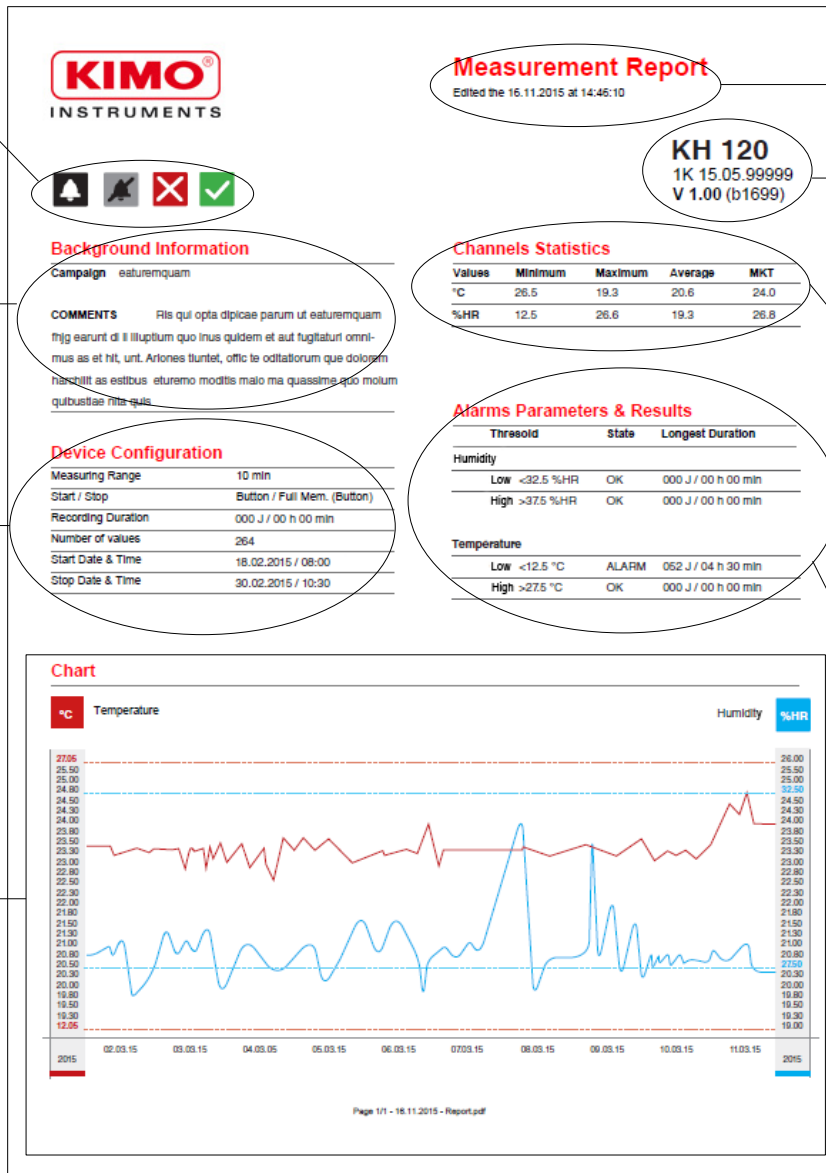 KIMO®
INSTRUMENTS
Measurement Report
Edited the 16.11.2015 at 14:46:10
KH 120
1K 15.05.99999
V 1.00 (b1699)
Background Information
Campaign eaturemquam
COMMENTS Ris qui opta dipicae parum ut eaturemquam
fhjg earunt di il iliuptium quo inus quidem et aut fugitaturi omni-
mus as et hit, unt. Ariones tiuntet, offic te oditatiorum que dolorem
harchilit as estibus eturemo moditis maio ma quassime quo molum
quibustiae nita quis
Channels Statistics
Values Minimum Maximum Average MKT
°C 26.5 19.3 20.6 24.0
%HR 12.5 26.6 19.3 26.8
Device Configuration
Measuring Range 10 min
Start / Stop Button / Full Mem. (Button)
Recording Duration 000 J / 00 h 00 min
Number of values 264
Start Date & Time 18.02.2015 / 08:00
Stop Date & Time 30.02.2015 / 10:30
Alarms Parameters & Results
Thresold State Longest Duration
Humidity
Low <32.5 %HR OK 000 J / 00 h 00 min
High >37.5 %HR OK 000 J / 00 h 00 min
Temperature
Low <12.5 °C ALARM 052 J / 04 h 30 min
High >27.5 °C OK 000 J / 00 h 00 min
Chart
°C Temperature
Humidity %HR
27.05
25.50
25.00
24.80
24.50
24.30
24.00
23.80
23.50
23.30
23.00
22.80
22.50
22.30
22.00
21.80
21.50
21.30
21.00
20.80
20.50
20.30
20.00
19.80
19.50
19.30
12.05
26.00
25.50
25.00
32.50
24.50
24.30
24.00
23.80
23.50
23.30
23.00
22.80
22.50
22.30
22.00
21.80
21.50
21.30
21.00
20.80
27.50
20.30
20.00
19.80
19.50
19.30
19.00
2015 02.03.15 03.03.15 04.03.05 05.03.15 06.03.15 07.03.15 08.03.15 09.03.15 10.03.15 11.03.15 2015
Page 1/1 - 16.11.2015 - Report.pdf